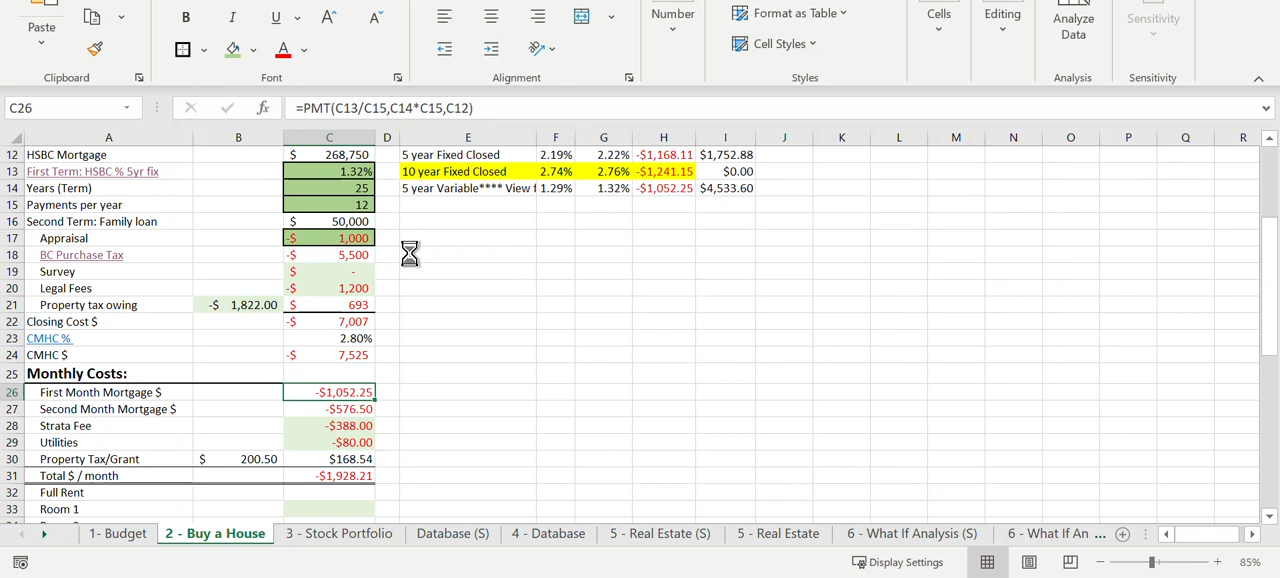 Paste
B I U A A
A
Number
Format as Table
Cell Styles
Cells
Editing
Analyze
Data
Sensitivity
Clipboard Font Alignment Styles Analysis Sensitivity
C26 fx =PMT(C13/C15,C14*C15,C12)
A B C D E F G H I J K L M N O P Q R
12 HSBC Mortgage $ 268,750 5 year Fixed Closed 2.19% 2.22% -$1,168.11 $1,752.88
13 First Term: HSBC % 5yr fix 1.32% 10 year Fixed Closed 2.74% 2.76% -$1,241.15 $0.00
14 Years (Term) 25 5 year Variable**** View f 1.29% 1.32% -$1,052.25 $4,533.60
15 Payments per year 12
16 Second Term: Family loan $ 50,000
17 Appraisal -$ 1,000
18 BC Purchase Tax -$ 5,500
19 Survey $ -
20 Legal Fees -$ 1,200
21 Property tax owing -$ 1,822.00 $ 693
22 Closing Cost $ -$ 7,007
23 CMHC % 2.80%
24 CMHC $ -$ 7,525
25 Monthly Costs:
26 First Month Mortgage $ -$1,052.25
27 Second Month Mortgage $ -$576.50
28 Strata Fee -$388.00
29 Utilities -$80.00
30 Property Tax/Grant $ 200.50 $168.54
31 Total $ / month -$1,928.21
32 Full Rent
33 Room 1
1- Budget 2 - Buy a House 3 - Stock Portfolio Database (S) 4 - Database 5 - Real Estate (S) 5 - Real Estate 6 - What If Analysis (S) 6 - What If An ...
Display Settings 85%